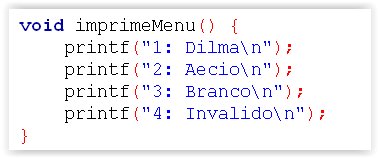 void imprimeMenu() {
    printf("1: Dilma\n");
    printf("2: Aecio\n");
    printf("3: Branco\n");
    printf("4: Invalido\n");
}